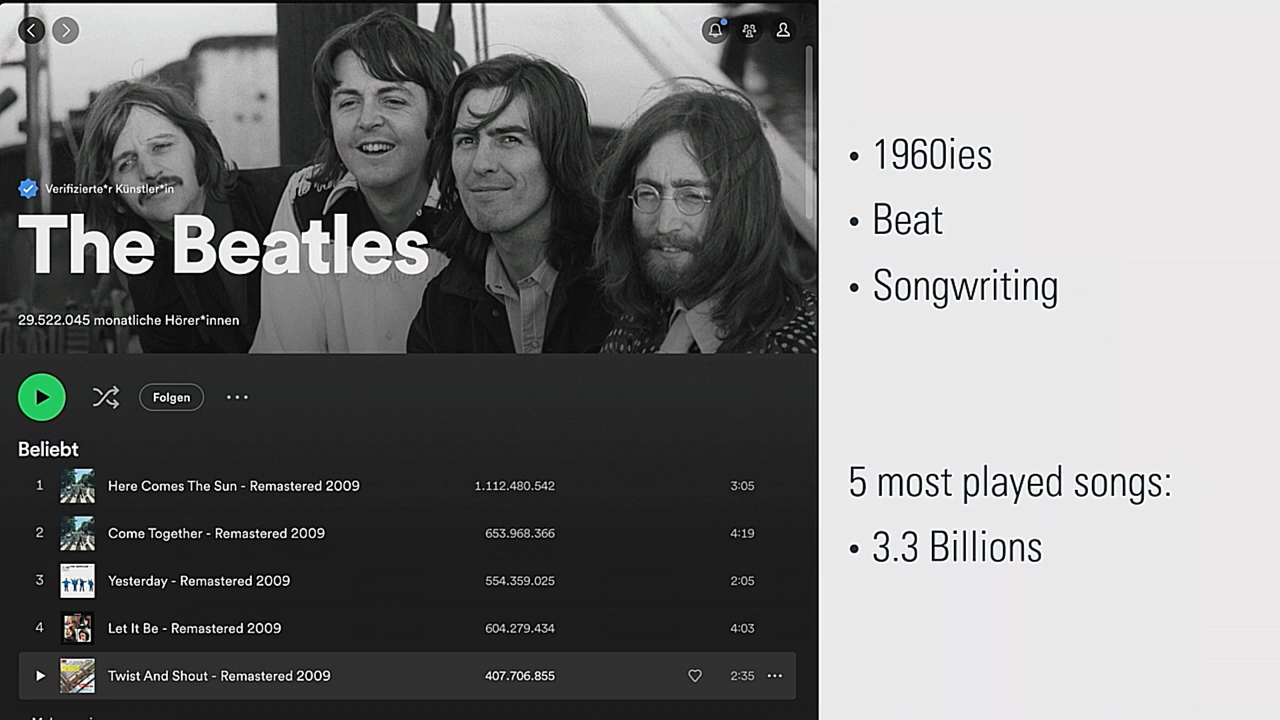 Verifizierte*r Künstler*in
The Beatles
29.522.045 monatliche Hörer*innen
Folgen
Beliebt
1 Here Comes The Sun - Remastered 2009 1.112.480.542 3:05
2 Come Together - Remastered 2009 653.968.366 4:19
3 Yesterday - Remastered 2009 554.359.025 2:05
4 Let It Be - Remastered 2009 604.279.434 4:03
Twist And Shout - Remastered 2009 407.706.855 2:35
• 1960ies
• Beat
• Songwriting
5 most played songs:
• 3.3 Billions